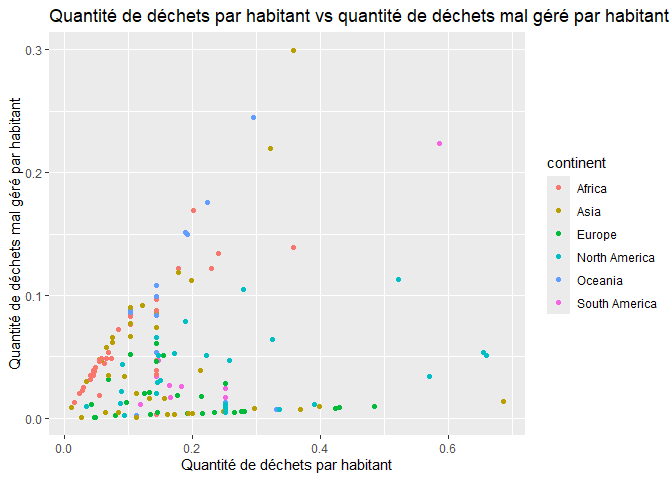 Quantité de déchets par habitant vs quantité de déchets mal géré par habitant
Quantité de déchets mal géré par habitant
0.3
0.2
0.1
0.0
0.0
0.2
0.4
0.6
Quantité de déchets par habitant
continent
Africa
Asia
Europe
North America
Oceania
South America